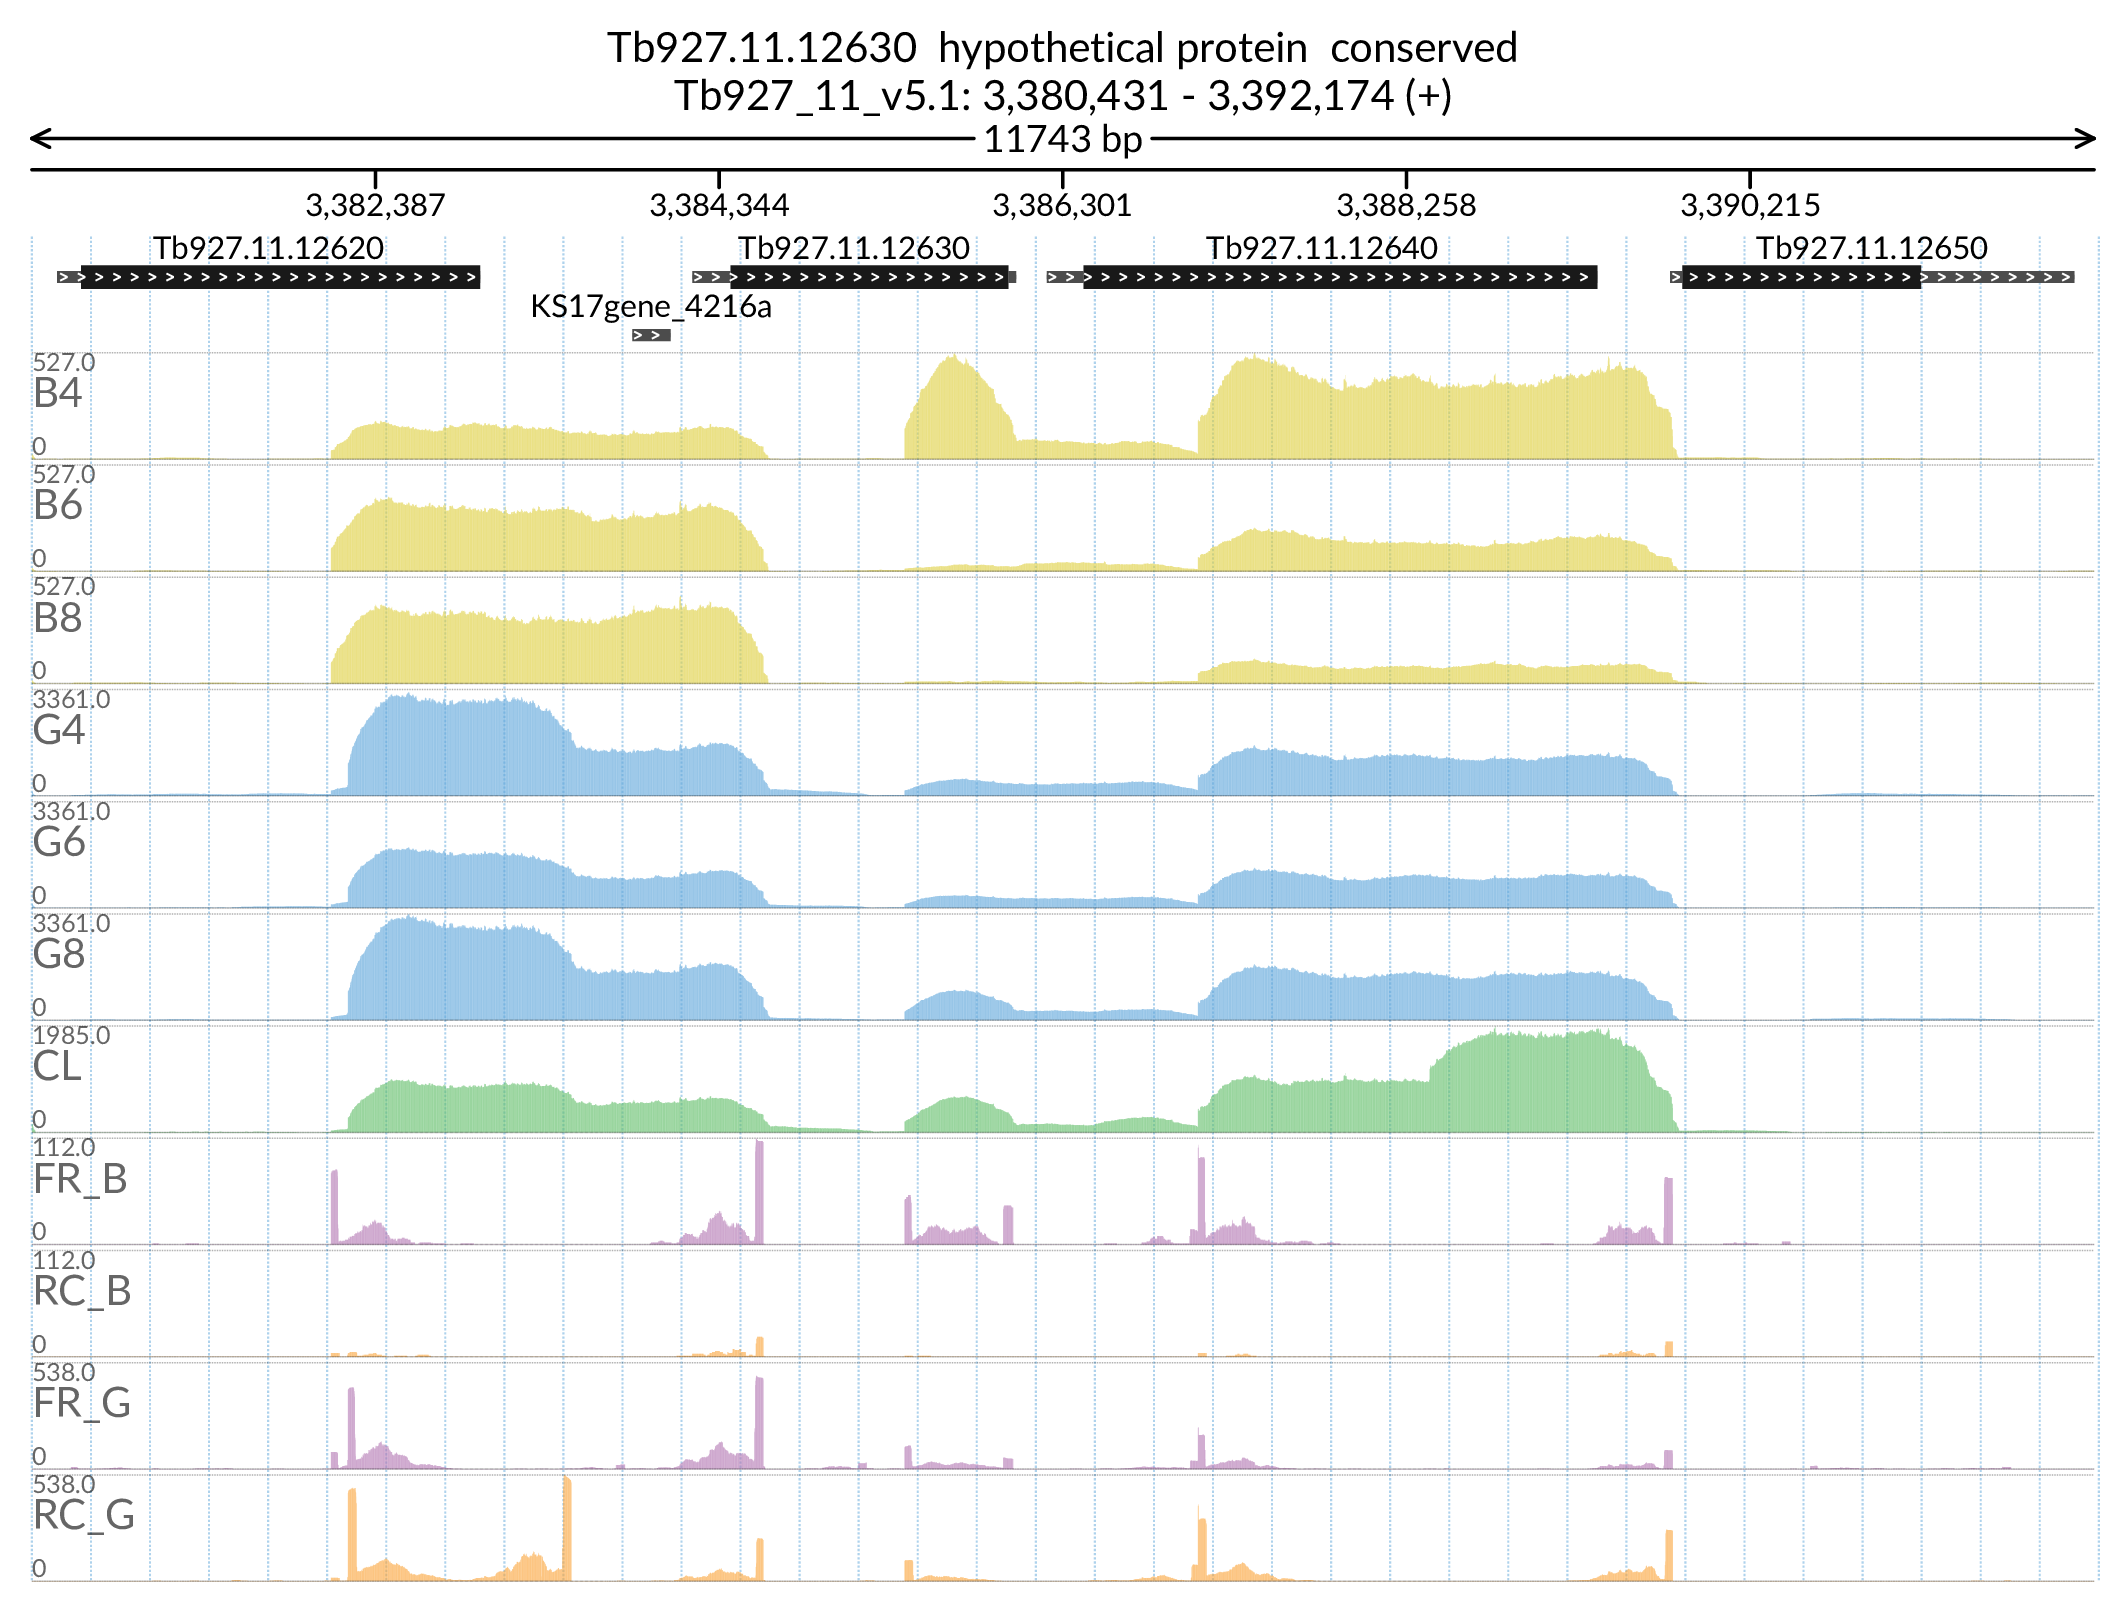 Tb927.11.12630 hypothetical protein conserved
Tb927_11_v5.1: 3,380,431 - 3,392,174 (+)
11743 bp
3,382,387 3,384,344 3,386,301 3,388,258 3,390,215
Tb927.11.12620 Tb927.11.12630 Tb927.11.12640 Tb927.11.12650
KS17gene_4216a
527.0
B4
0
527.0
B6
0
527.0
B8
0
3361.0
G4
0
3361.0
G6
0
3361.0
G8
0
1985.0
CL
0
112.0
FR_B
0
112.0
RC_B
0
538.0
FR_G
0
538.0
RC_G
0